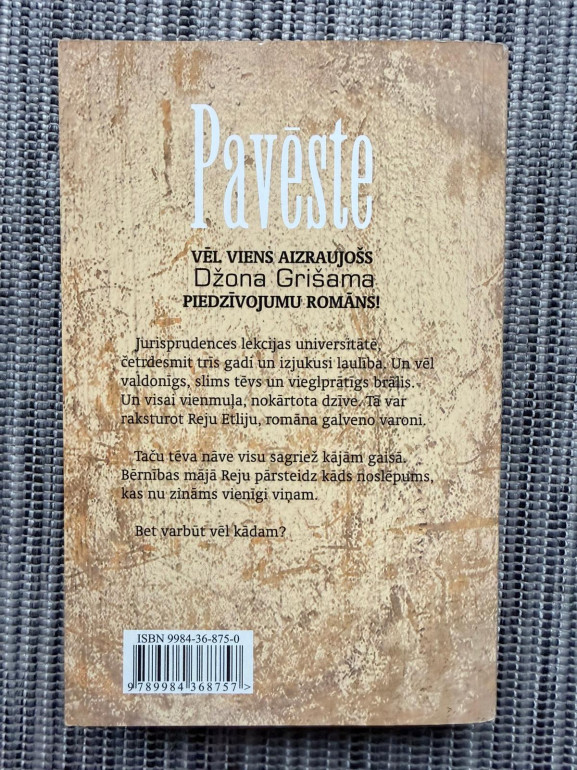 Pavēste
VĒL VIENS AIZRAUJOŠS
Džona Grišama
PIEDZĪVOJUMU ROMĀNS!
Jurisprudences lekcijas universitātē,
četrdesmit trīs gadi un izjukusi laulība. Un vēl
valdonīgs, slims tēvs un vieglprātīgs brālis.
Un visai vienmuļa, nokārtota dzīve. Tā var
raksturot Reju Etliju, romāna galveno varoni.
Taču tēva nāve visu sagriež kājām gaisā.
Bērnības mājā Reju pārsteidz kāds noslēpums,
kas nu zināms vienīgi viņam.
Bet varbūt vēl kādam?
ISBN 9984-36-875-0
9 789984 368757 >